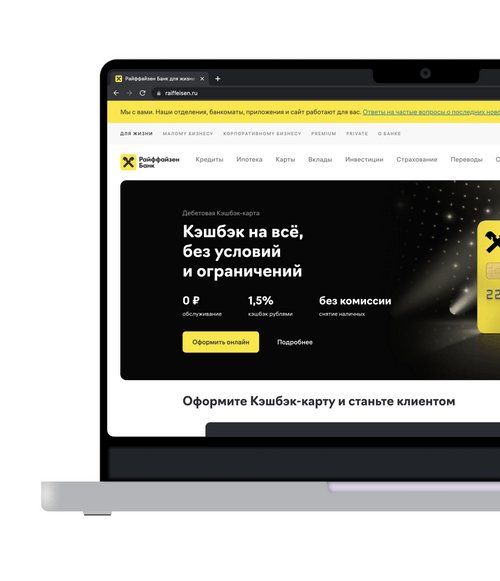 Райффайзен Банк для жизни
raiffeisen.ru
Мы с вами. Наши отделения, банкоматы, приложения и сайт работают для вас. Ответы на частые вопросы о последних
ДЛЯ ЖИЗНИ МАЛОМУ БИЗНЕСУ КОРПОРАТИВНОМУ БИЗНЕСУ PREMIUM PRIVATE О БАНКЕ
Райффайзен
Банк
Кредиты Ипотека Карты Вклады Инвестиции Страхование Переводы
Дебетовая Кэшбэк-карта
Кэшбэк на всё,
без условий
и ограничений
0 ₽ 1,5% без комиссии
обслуживание кэшбэк рублями снятие наличных
22
Оформить онлайн Подробнее
Оформите Кэшбэк-карту и станьте клиентом